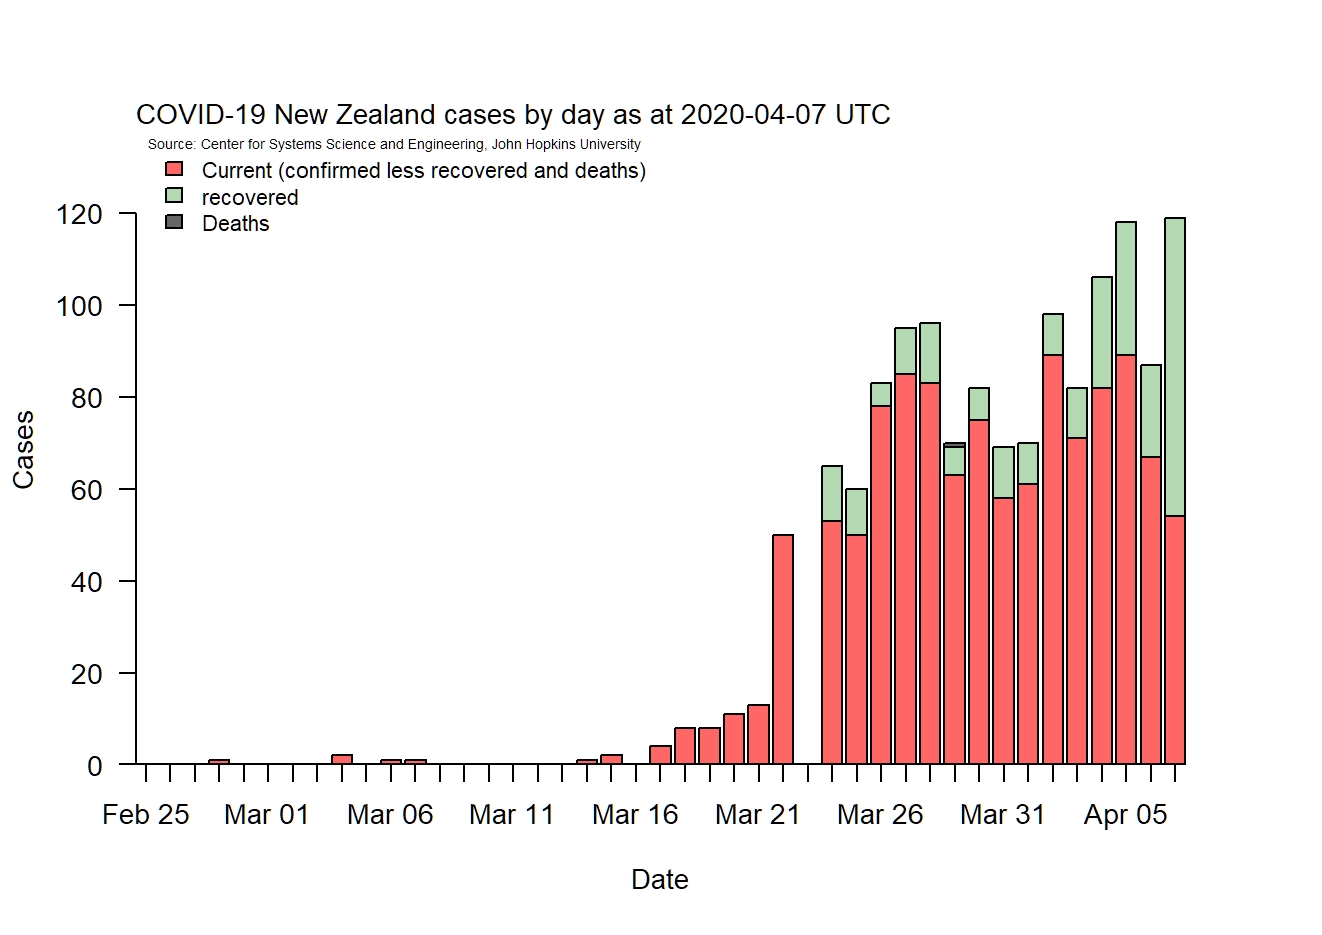 COVID-19 New Zealand cases by day as at 2020-04-07 UTC
Source: Center for Systems Science and Engineering, John Hopkins University
Current (confirmed less recovered and deaths)
recovered
Deaths
120
100
80
60
40
20
0
Cases
Feb 25 Mar 01 Mar 06 Mar 11 Mar 16 Mar 21 Mar 26 Mar 31 Apr 05
Date